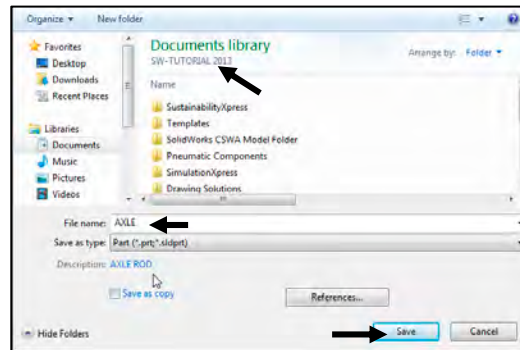 Organize New folder
Favorites
Desktop
Downloads
Recent Places
Libraries
Documents
Music
Pictures
Videos
Documents library
SW-TUTORIAL 2013
Arrange by: Folder
Name
SustainabilityXpress
Templates
SolidWorks CSWA Model Folder
Pneumatic Components
SimulationXpress
Drawing Solutions
File name: AXLE
Save as type: Part (*.prt;*.sldprt)
Description: AXLE ROD
Save as copy
References...
Hide Folders
Save Cancel